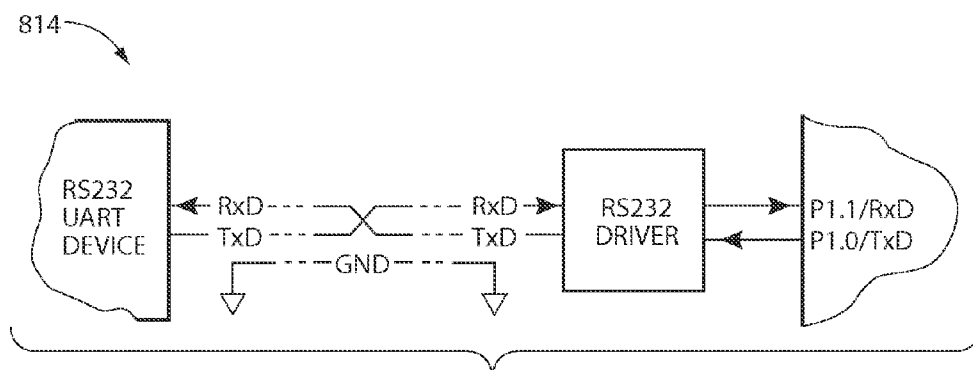 814
RS232
UART
DEVICE
RxD
TxD
GND
RxD
TxD
RS232
DRIVER
P1.1/RxD
P1.0/TxD